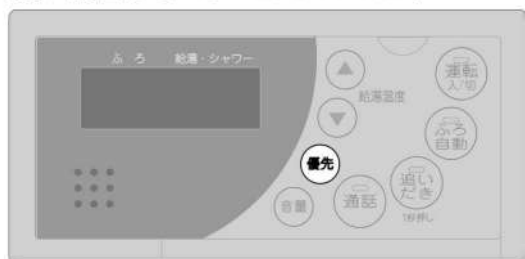 ふろ 給湯・シャワー
運転
入/切
給湯温度
ふろ
自動
優先
追い
だき
音量
通話
1秒押し